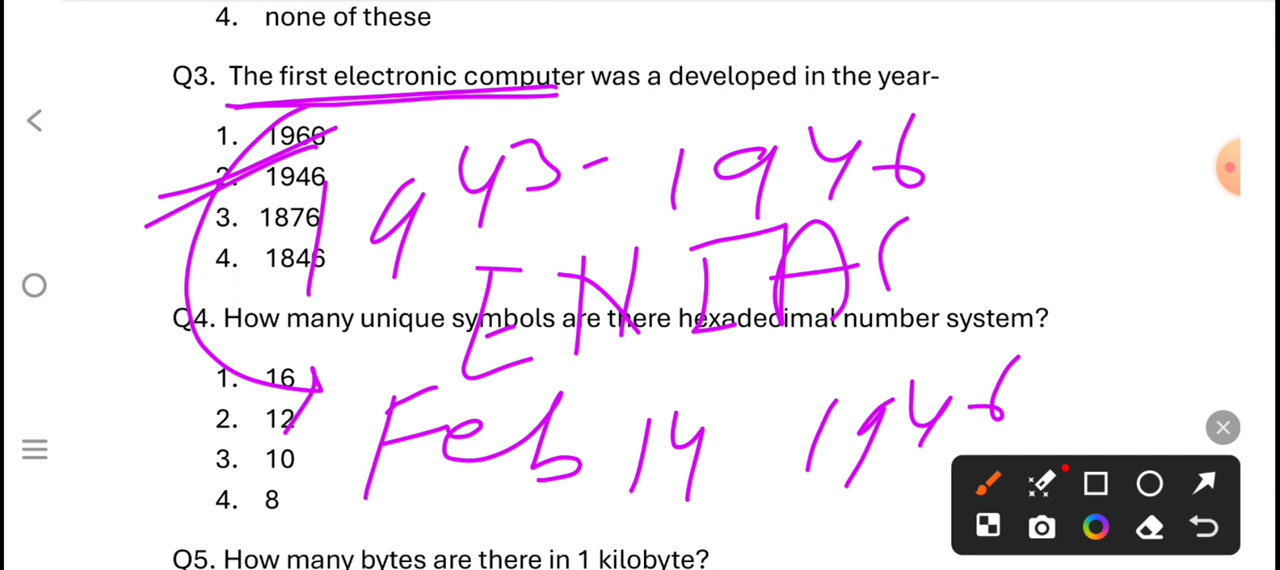 4. none of these
Q3. The first electronic computer was a developed in the year-
1. 1966
2. 1946
3. 1876
4. 1846
1943 - 1946
ENIAC
Q4. How many unique symbols are there hexadecimal number system?
1. 16
2. 12
3. 10
4. 8
Feb 14 1946
Q5. How many bytes are there in 1 kilobyte?